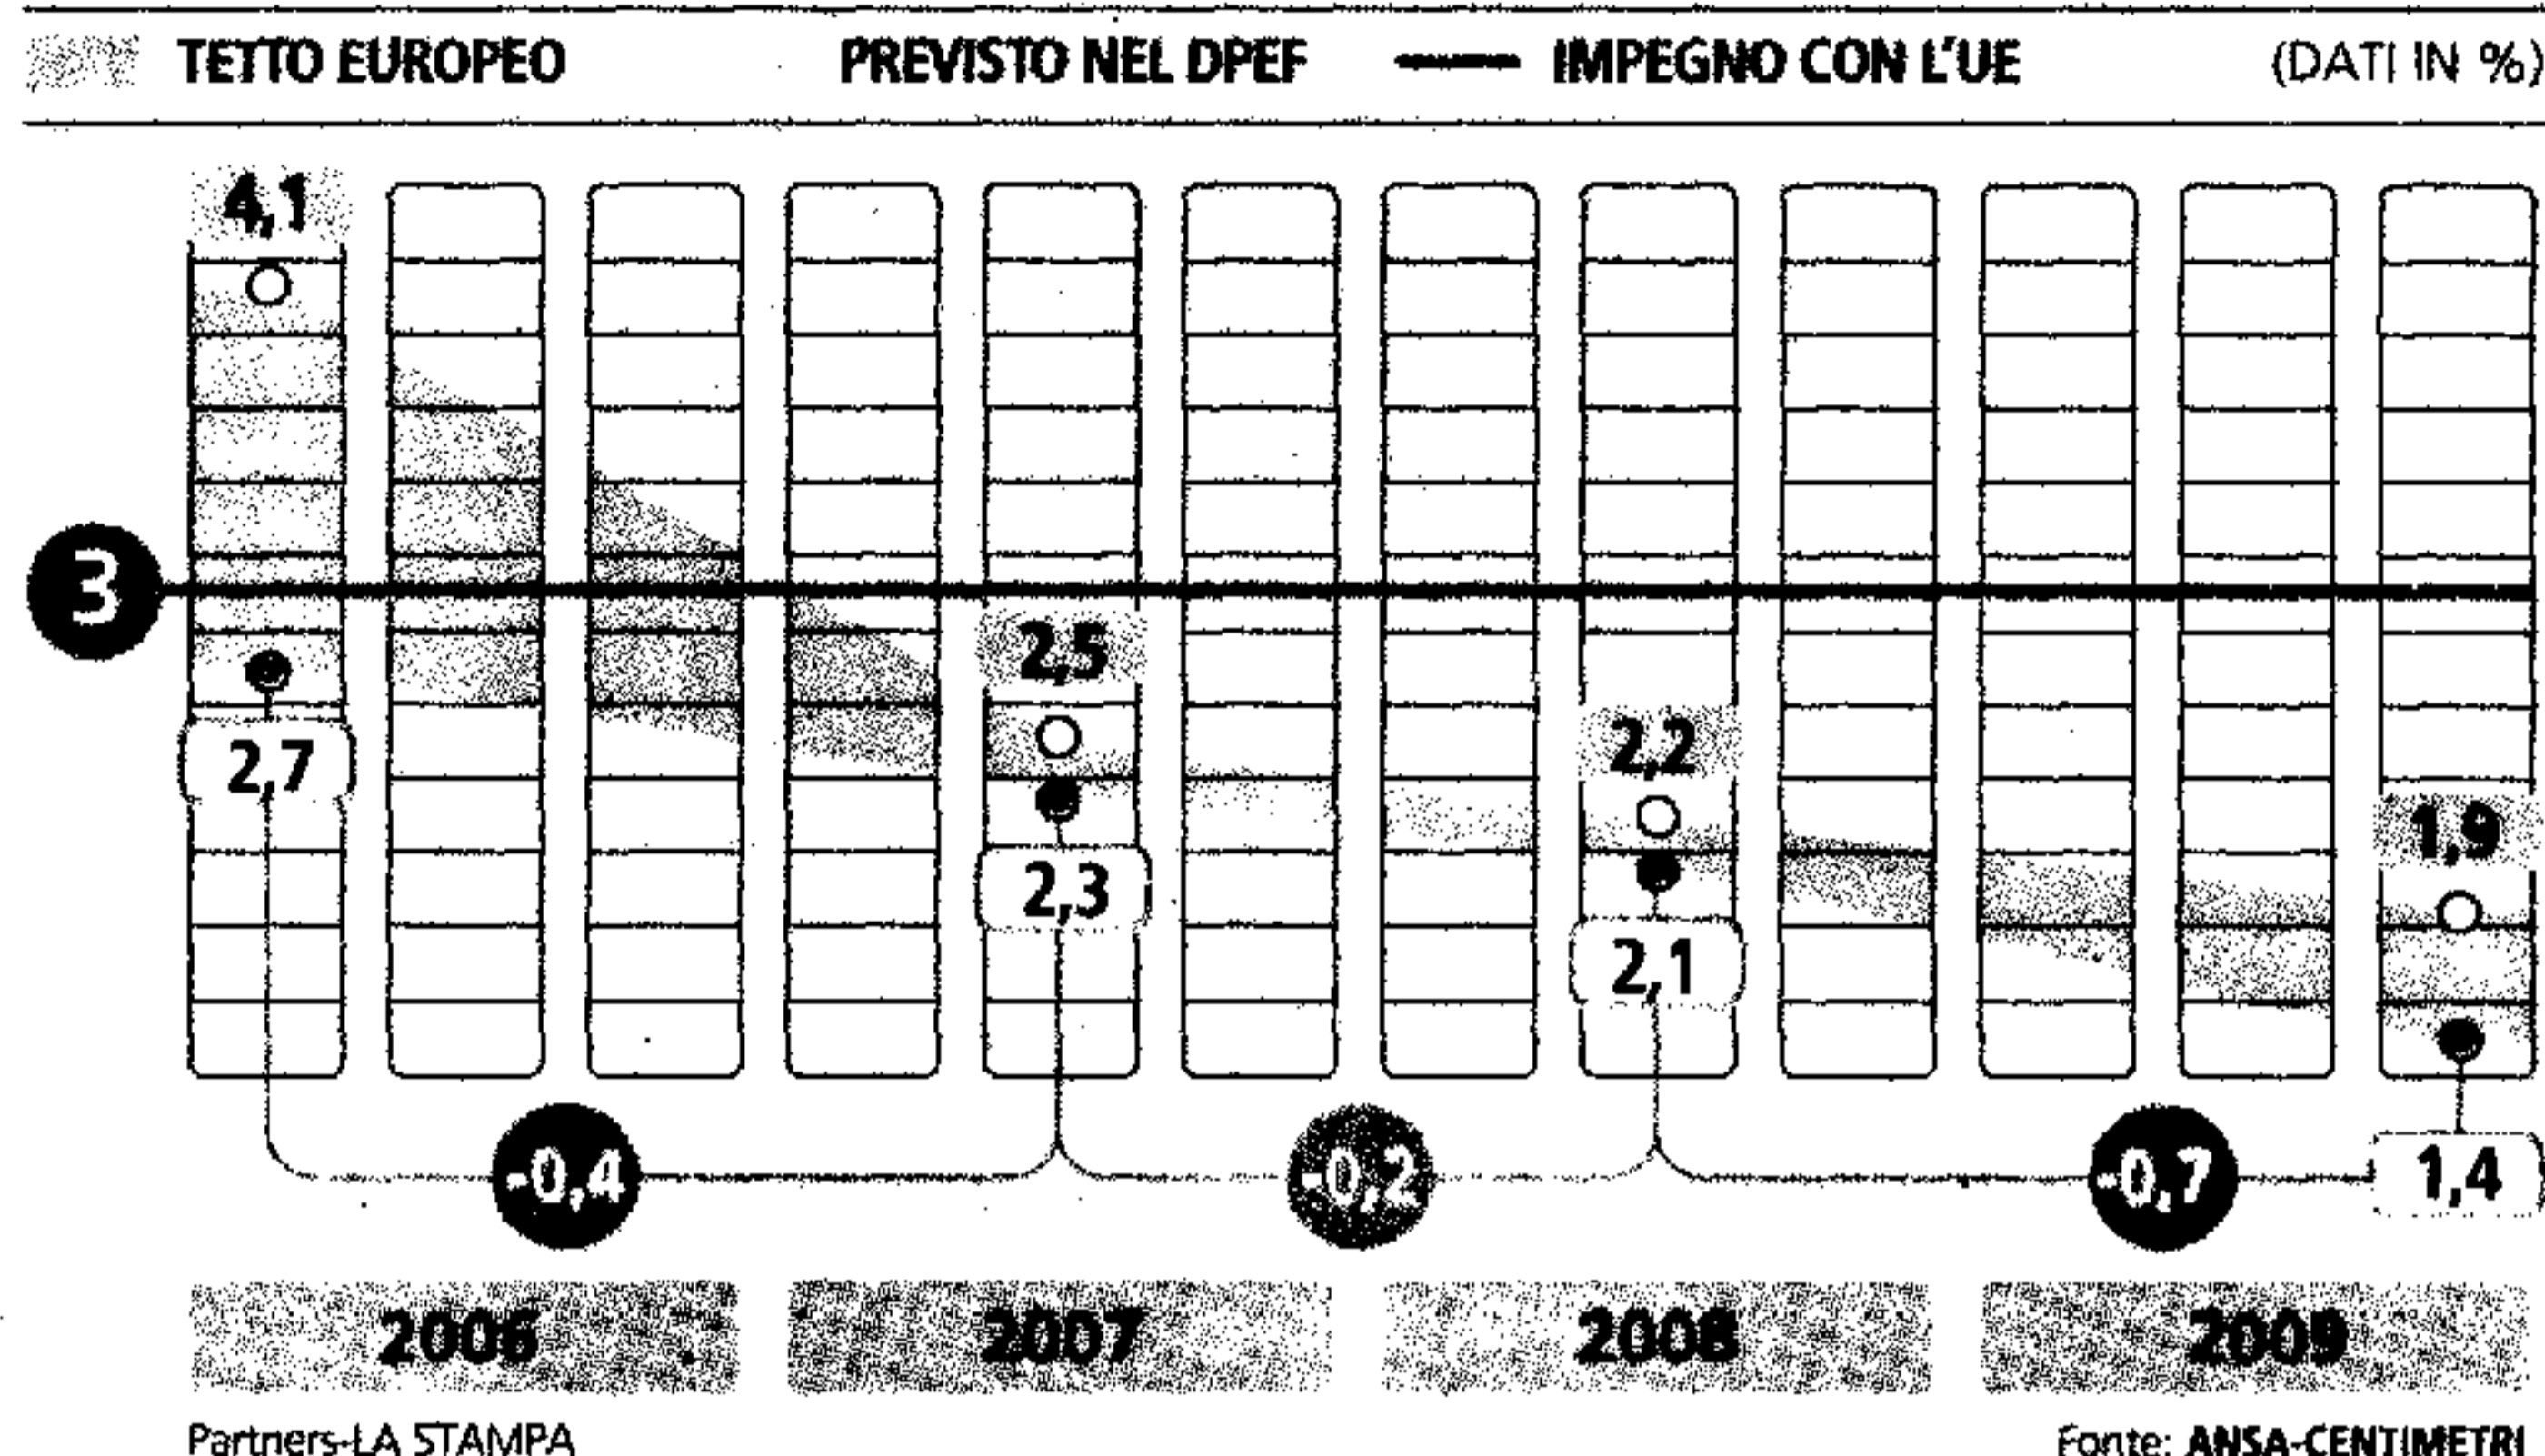 TETTO EUROPEO PREVISTO NEL DPEF IMPEGNO CON L'UE (DATI IN %)
4,1
3
2,5
2,7
2,2
1,9
2,3
2,1
-0,4 -0,2 -0,7 1,4
2006 2007 2008 2009
Partners-LA STAMPA Fonte: ANSA-CENTIMETRI